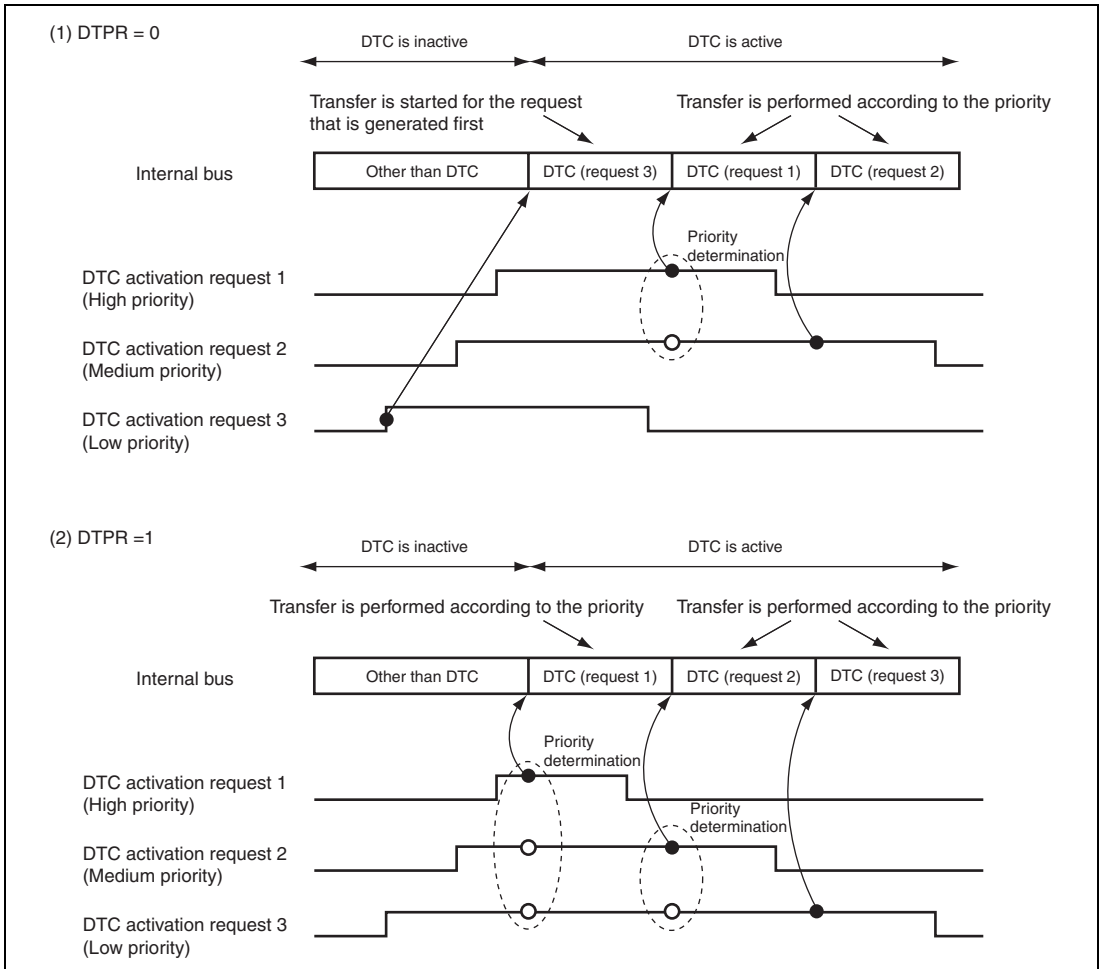 (1) DTPR = 0
DTC is inactive
DTC is active
Transfer is started for the request
that is generated first
Transfer is performed according to the priority
Internal bus
Other than DTC
DTC (request 3)
DTC (request 1)
DTC (request 2)
Priority
determination
DTC activation request 1
(High priority)
DTC activation request 2
(Medium priority)
DTC activation request 3
(Low priority)
(2) DTPR =1
DTC is inactive
DTC is active
Transfer is performed according to the priority
Transfer is performed according to the priority
Internal bus
Other than DTC
DTC (request 1)
DTC (request 2)
DTC (request 3)
Priority
determination
DTC activation request 1
(High priority)
Priority
determination
DTC activation request 2
(Medium priority)
DTC activation request 3
(Low priority)